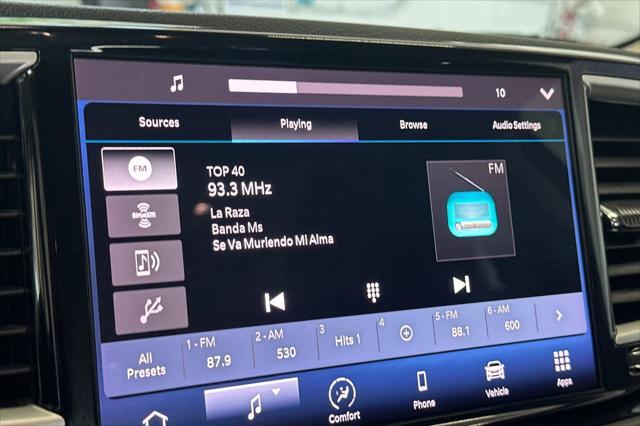 10
Sources Playing Browse Audio Settings
FM
TOP 40
FM
93.3 MHz
SiriusXM
La Raza
Banda Ms
Se Va Muriendo Mi Alma
All Presets
1 - FM
87.9
2 - AM
530
3
Hits 1
4
5 - FM
88.1
6 - AM
600
Comfort
Phone
Vehicle
Apps